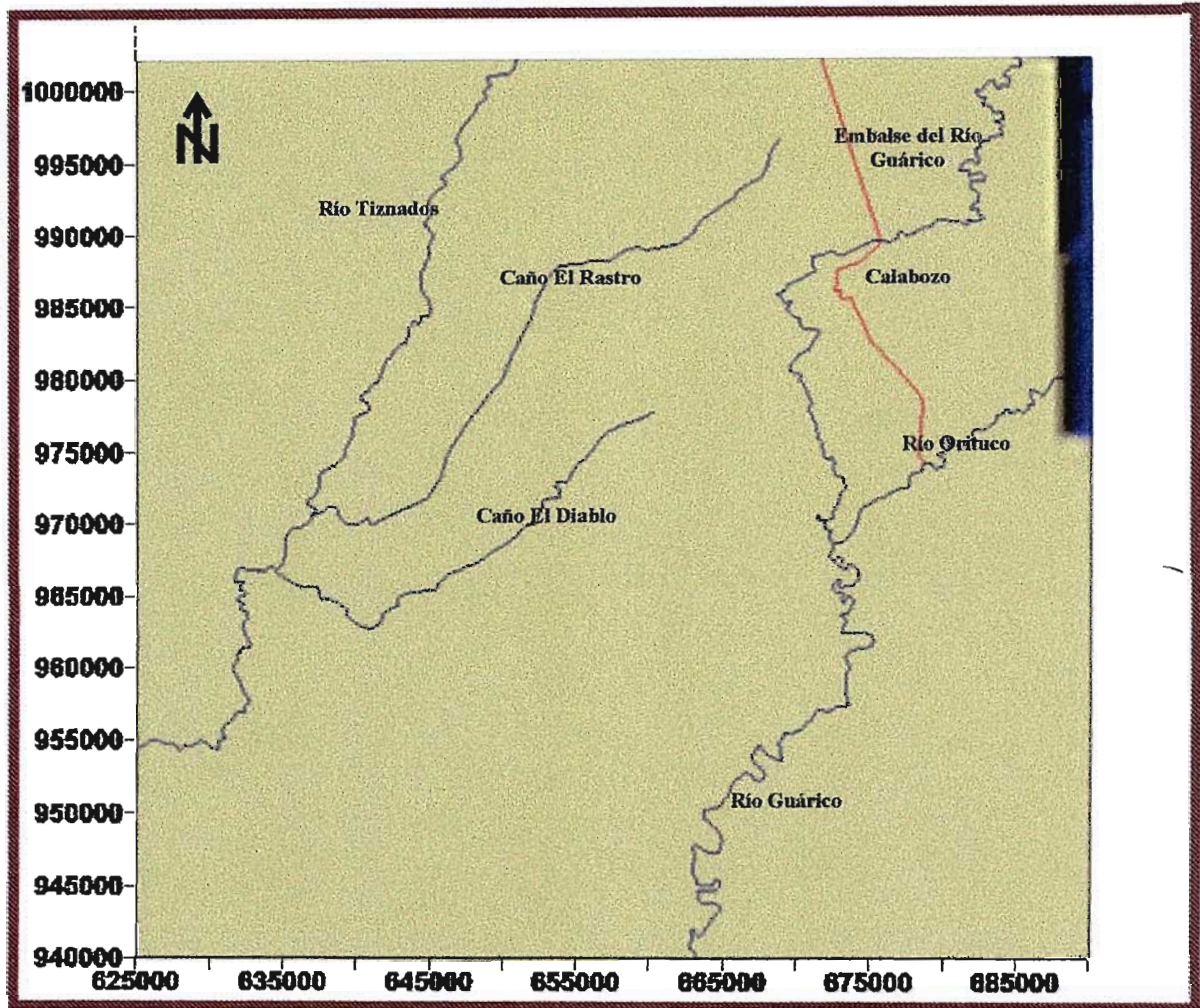 1000000
995000
990000
985000
980000
975000
970000
965000
960000
955000
950000
945000
940000
N
Embalse del Río
Guárico
Río Tiznados
Caño El Rastro
Calabozo
Río Orituco
Caño El Diablo
Río Guárico
625000 635000 645000 655000 665000 675000 685000